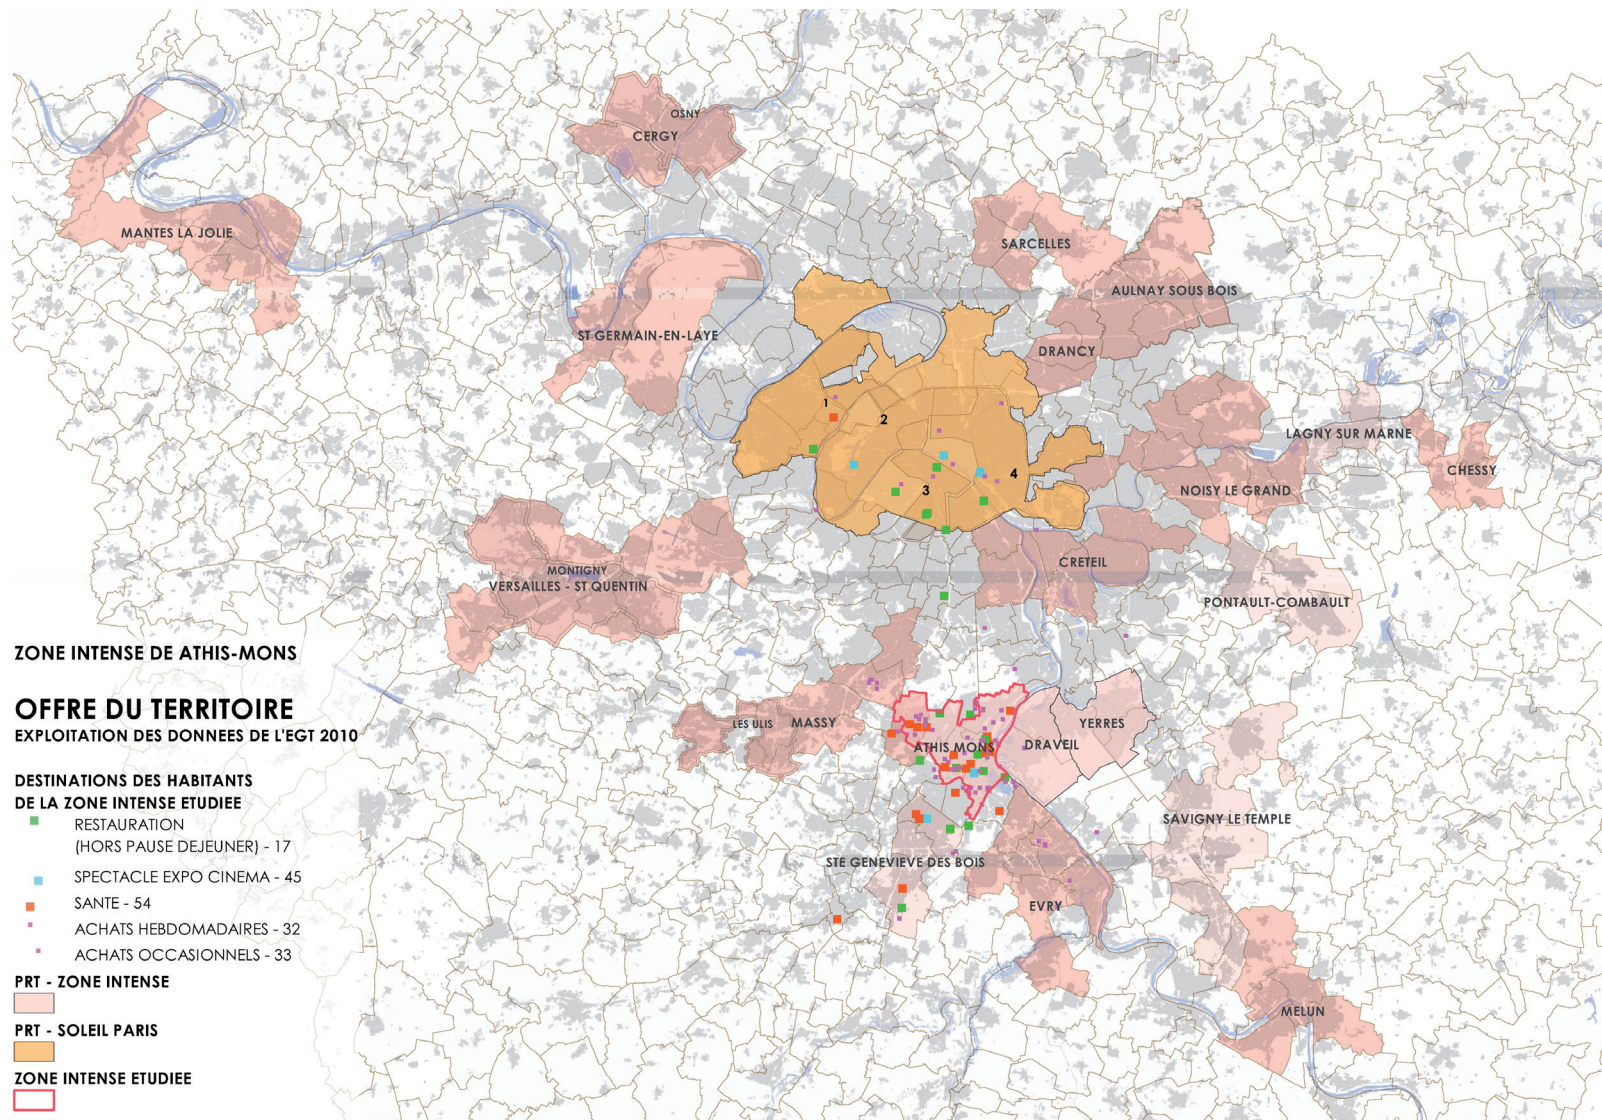 OSNY
CERGY
MANTES LA JOLIE
SARCELLES
AULNAY SOUS BOIS
ST GERMAIN-EN-LAYE
DRANCY
1
2
LAGNY SUR MARNE
CHESSY
4
3
NOISY LE GRAND
CRETEIL
MONTIGNY
VERSAILLES - ST QUENTIN
PONTAULT-COMBAULT
LES ULIS
MASSY
YERRES
ATHIS MONS
DRAVEIL
SAVIGNY LE TEMPLE
STE GENEVIEVE DES BOIS
EVRY
MELUN
ZONE INTENSE DE ATHIS-MONS
OFFRE DU TERRITOIRE
EXPLOITATION DES DONNEES DE L'EGT 2010
DESTINATIONS DES HABITANTS
DE LA ZONE INTENSE ETUDIEE
RESTAURATION
(HORS PAUSE DEJEUNER) - 17
SPECTACLE EXPO CINEMA - 45
SANTE - 54
ACHATS HEBDOMADAIRES - 32
ACHATS OCCASIONNELS - 33
PRT - ZONE INTENSE
PRT - SOLEIL PARIS
ZONE INTENSE ETUDIEE